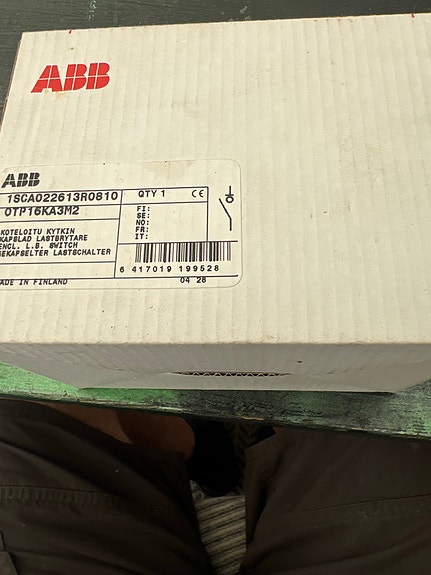 ABB
ABB
1SCA022613R0810
OTP16KA3M2
QTY 1 CE
FI:
SE:
NO:
FR:
IT:
KOTELOITU KYTKIN
KAPSLAD LASTBRYTARE
ENCL. L.B. SWITCH
GEKAPSELTER LASTSCHALTER
6 417019 199528
MADE IN FINLAND
04 28